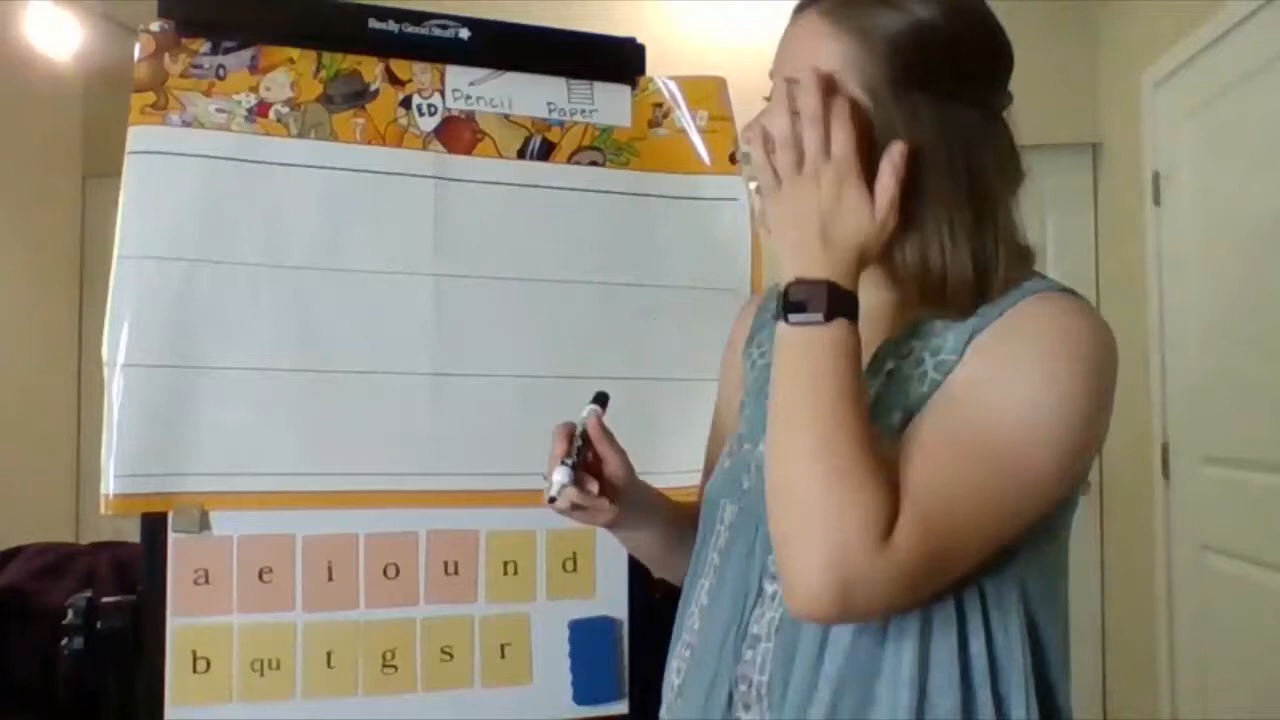 Really Good Stuff
Pencil
Paper
ED
a e i o u n d
b qu t g s r